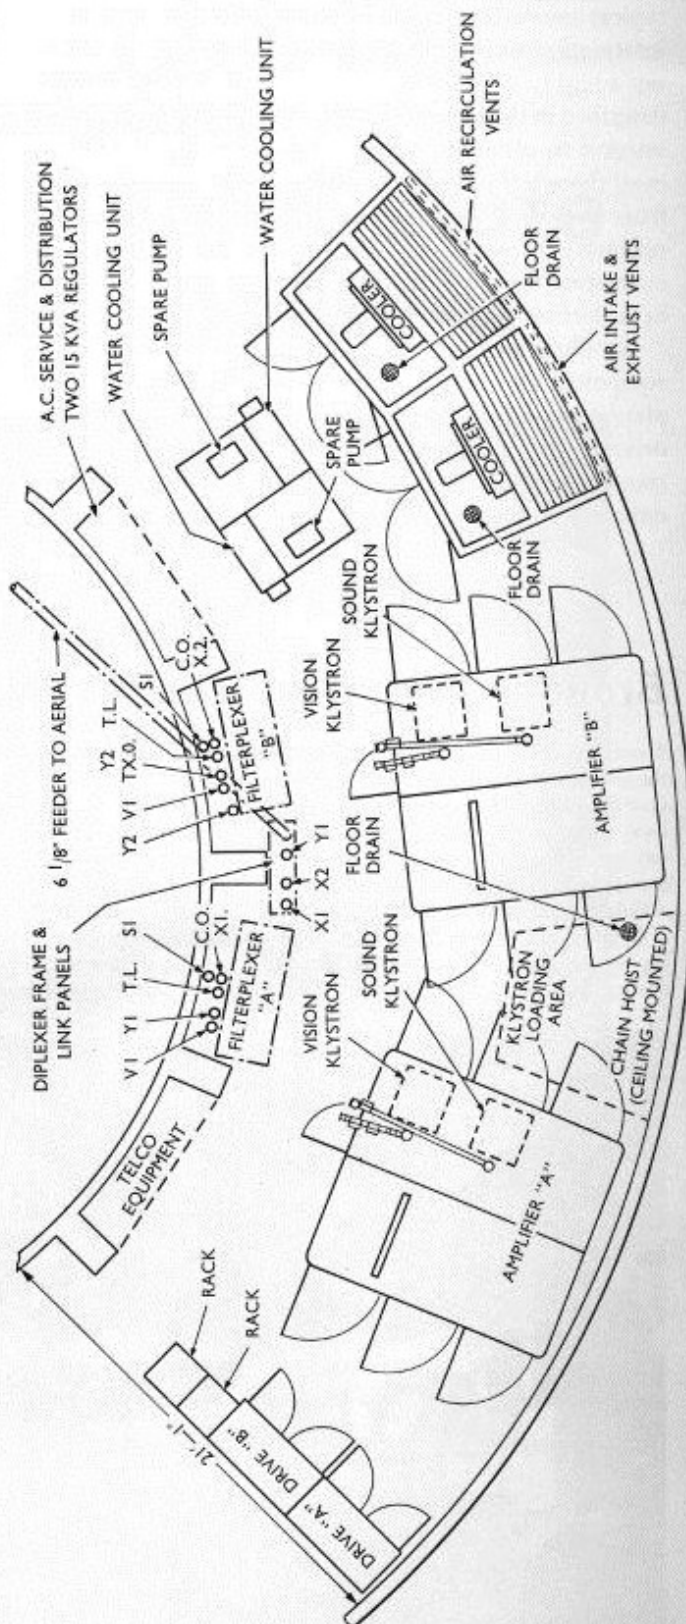 AIR RECIRCULATION
VENTS
FLOOR
DRAIN
AIR INTAKE &
EXHAUST VENTS
WATER COOLING UNIT
A.C. SERVICE & DISTRIBUTION
TWO 15 KVA REGULATORS
WATER COOLING UNIT
SPARE PUMP
SPARE
PUMP
COOLER
COOLER
FLOOR
DRAIN
SOUND
KLYSTRON
VISION
KLYSTRON
AMPLIFIER "B"
6 1/8" FEEDER TO AERIAL
S1
C.O.
X.2.
T.L.
Y2
TX.O.
V1
Y2
FILTERPLEXER
"B"
DIPLEXER FRAME &
LINK PANELS
Y1
X2
X1
S1
C.O.
X1.
T.L.
Y1
V1
FILTERPLEXER
"A"
FLOOR
DRAIN
SOUND
KLYSTRON
VISION
KLYSTRON
KLYSTRON
LOADING
AREA
CHAIN HOIST
(CEILING MOUNTED)
AMPLIFIER "A"
TELCO
EQUIPMENT
RACK
RACK
21'—1"
DRIVE "B"
DRIVE "A"